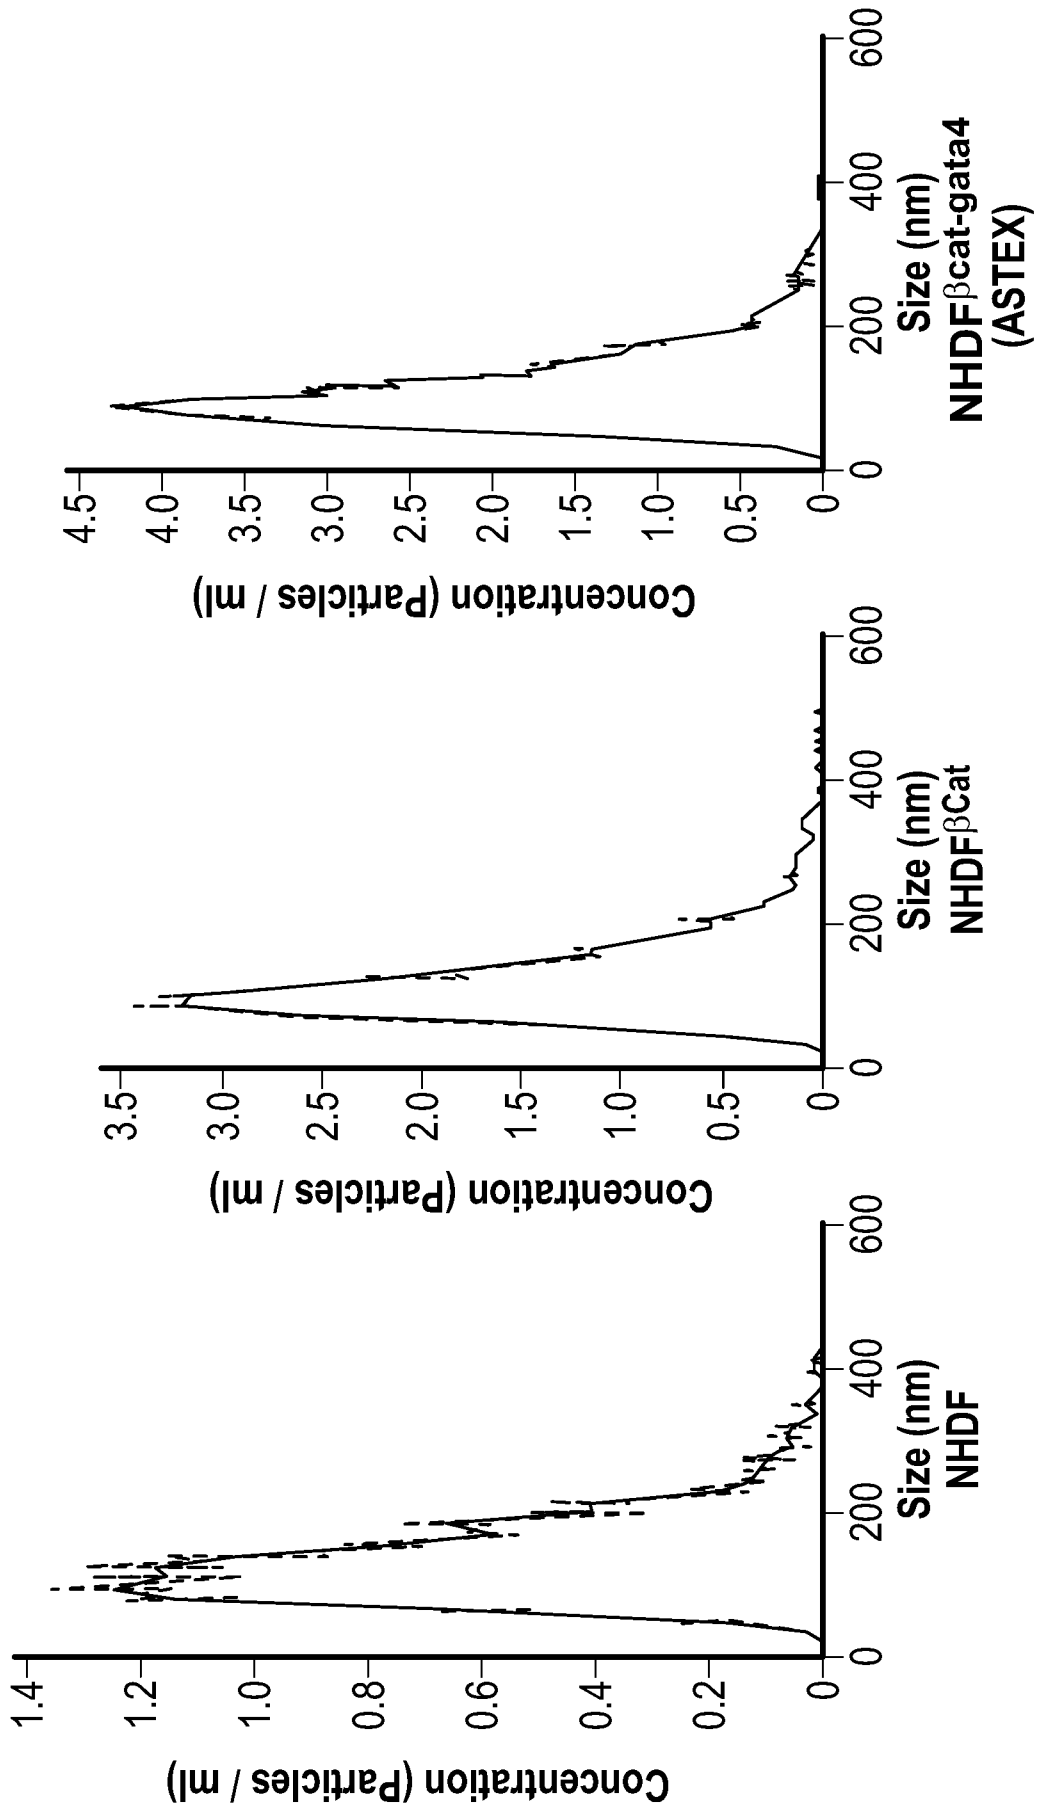 Concentration (Particles / ml)
1.4
1.2
1.0
0.8
0.6
0.4
0.2
0
0 200 400 600
Size (nm)
NHDF
Concentration (Particles / ml)
3.5
3.0
2.5
2.0
1.5
1.0
0.5
0
0 200 400 600
Size (nm)
NHDFβCat
Concentration (Particles / ml)
4.5
4.0
3.5
3.0
2.5
2.0
1.5
1.0
0.5
0
0 200 400 600
Size (nm)
NHDFβcat-gata4
(ASTEX)